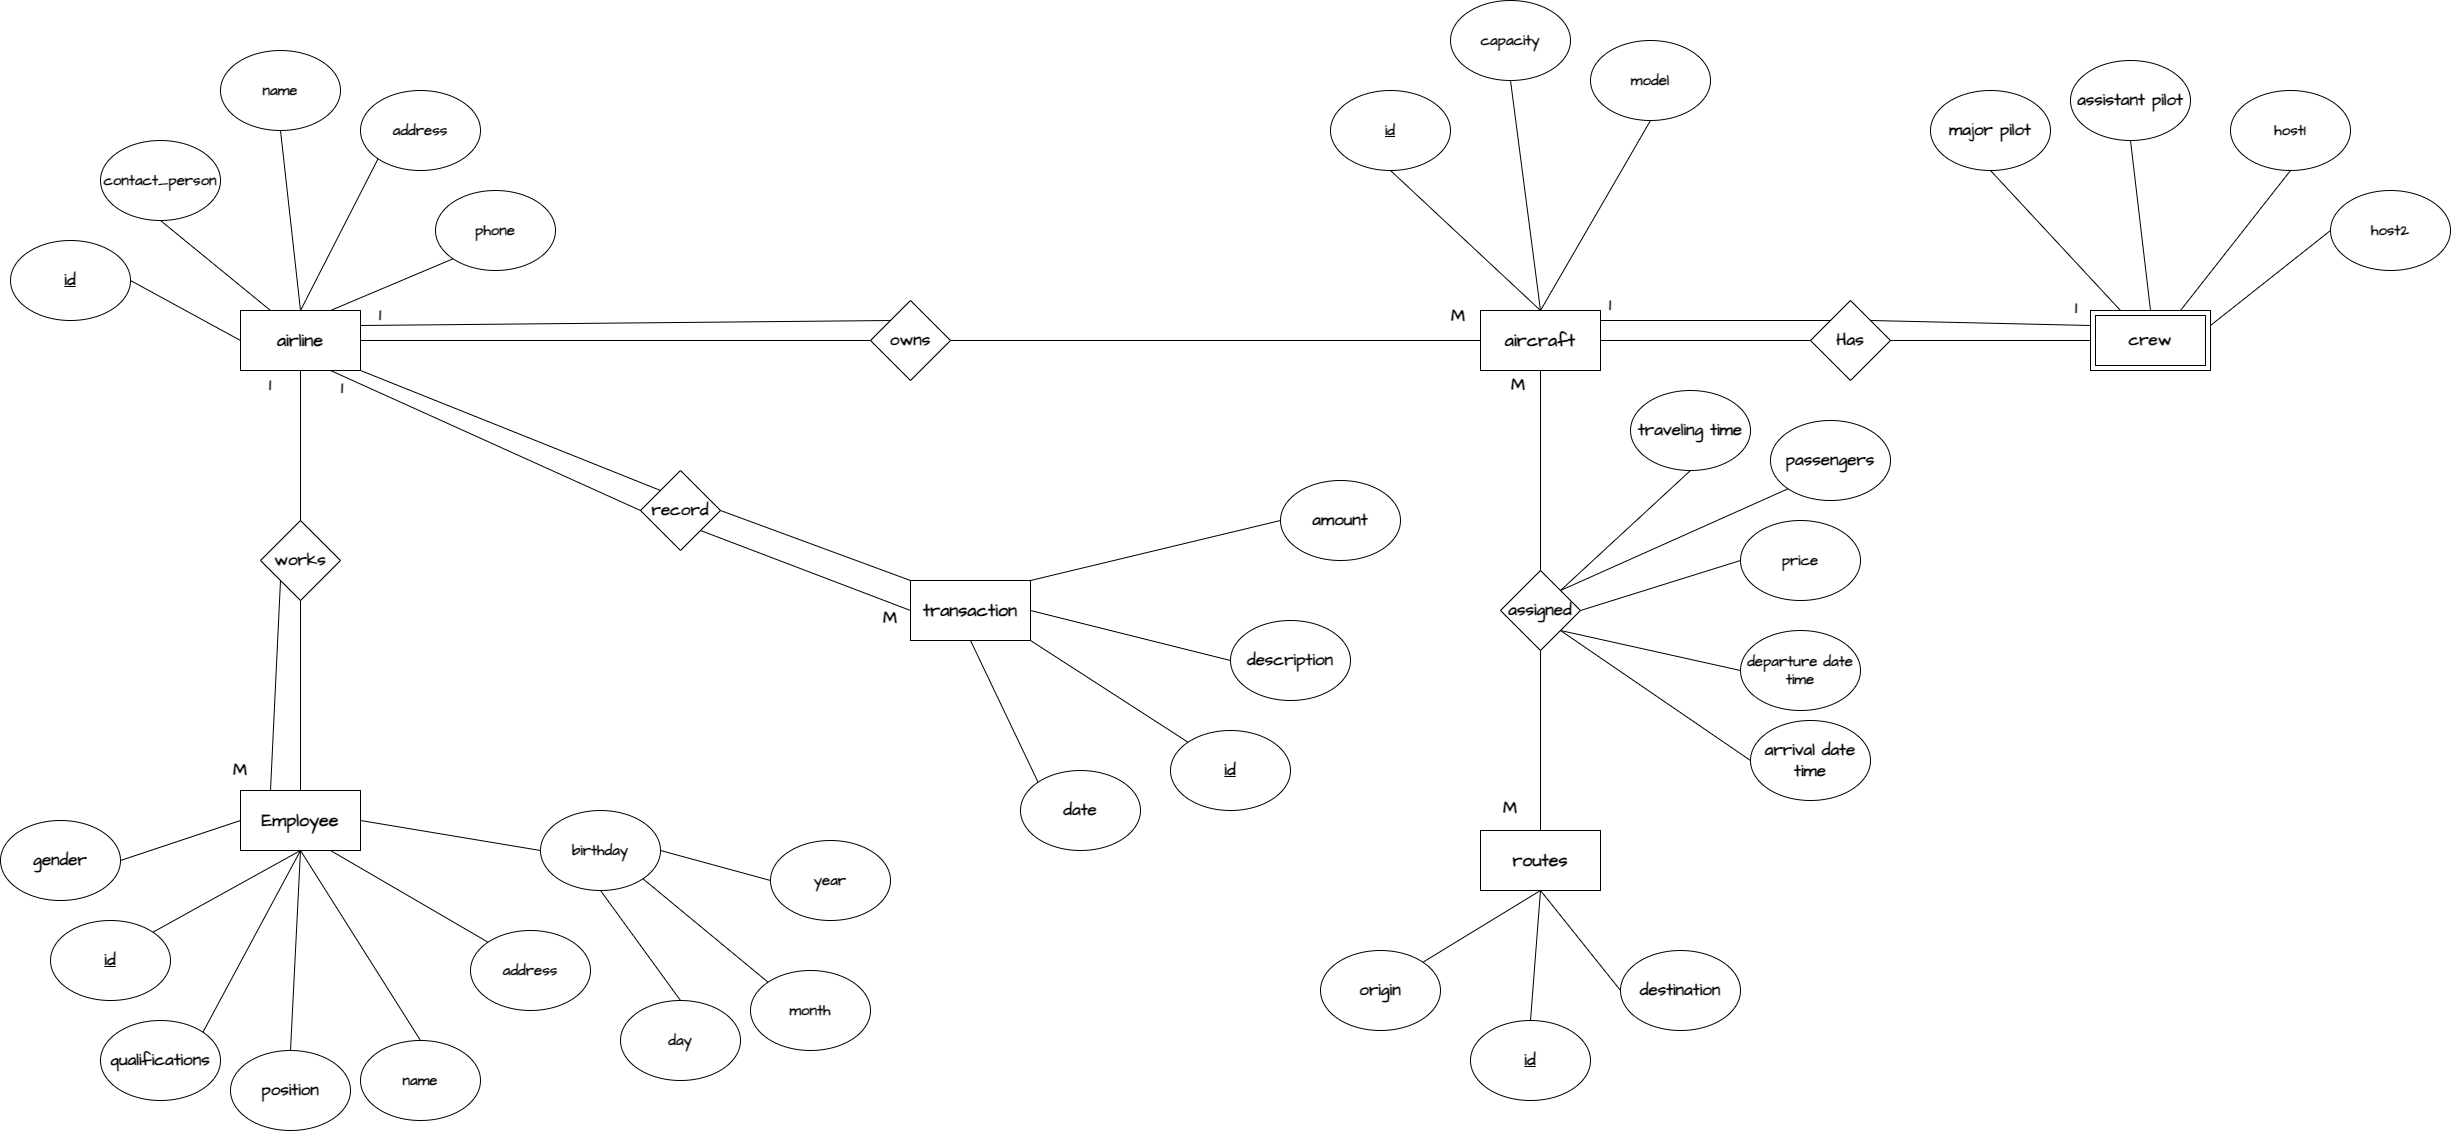 capacity
name
model
assistant pilot
address
id
major pilot
host1
contact_person
phone
host2
id
1
M
1
1
airline
owns
aircraft
Has
crew
1
1
M
traveling time
passengers
record
amount
works
price
assigned
transaction
M
description
departure date
time
arrival date
time
M
id
date
M
Employee
gender
birthday
year
routes
id
address
month
day
origin
destination
qualifications
position
name
id